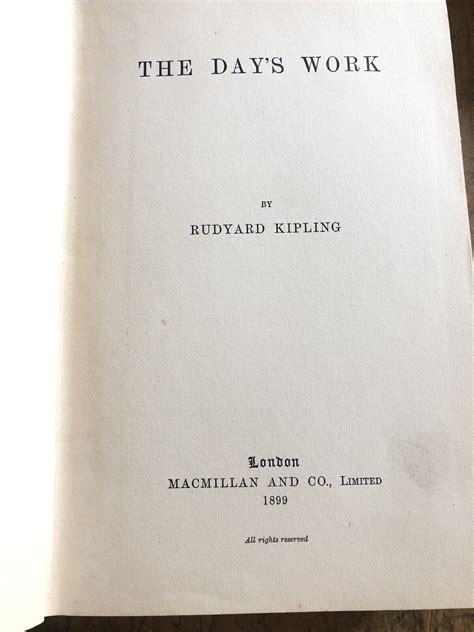 THE DAY'S WORK
BY
RUDYARD KIPLING
London
MACMILLAN AND CO., LIMITED
1899
All rights reserved